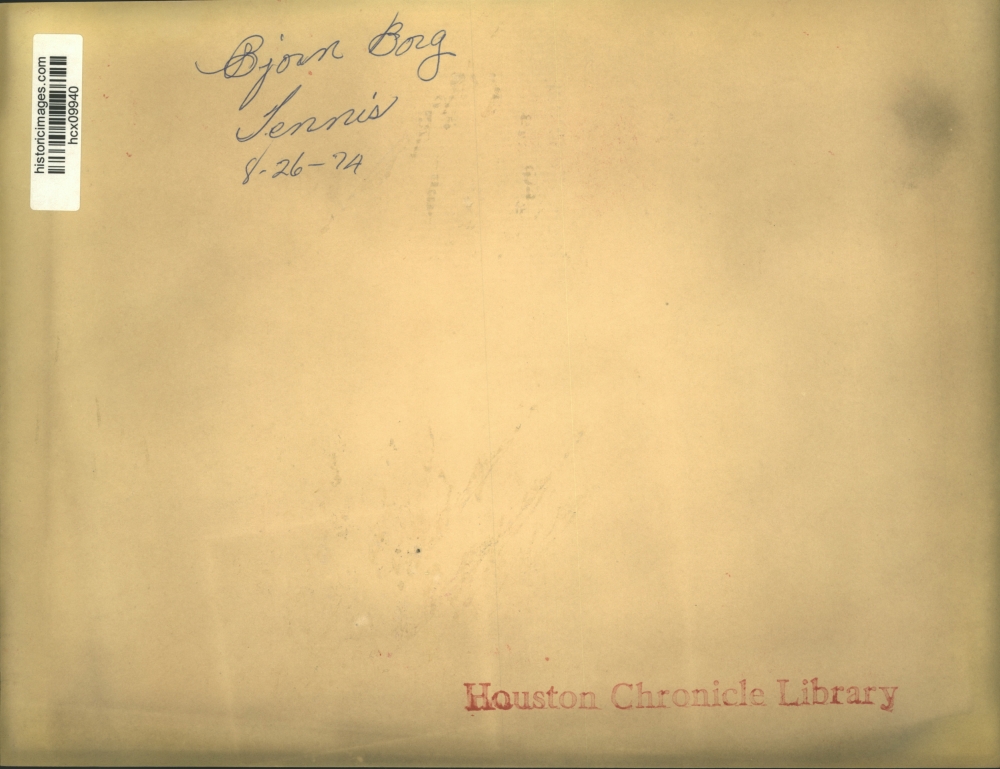 historicimages.com
hcx09940
Bjorn Borg
Tennis
8-26-74
Houston Chronicle Library